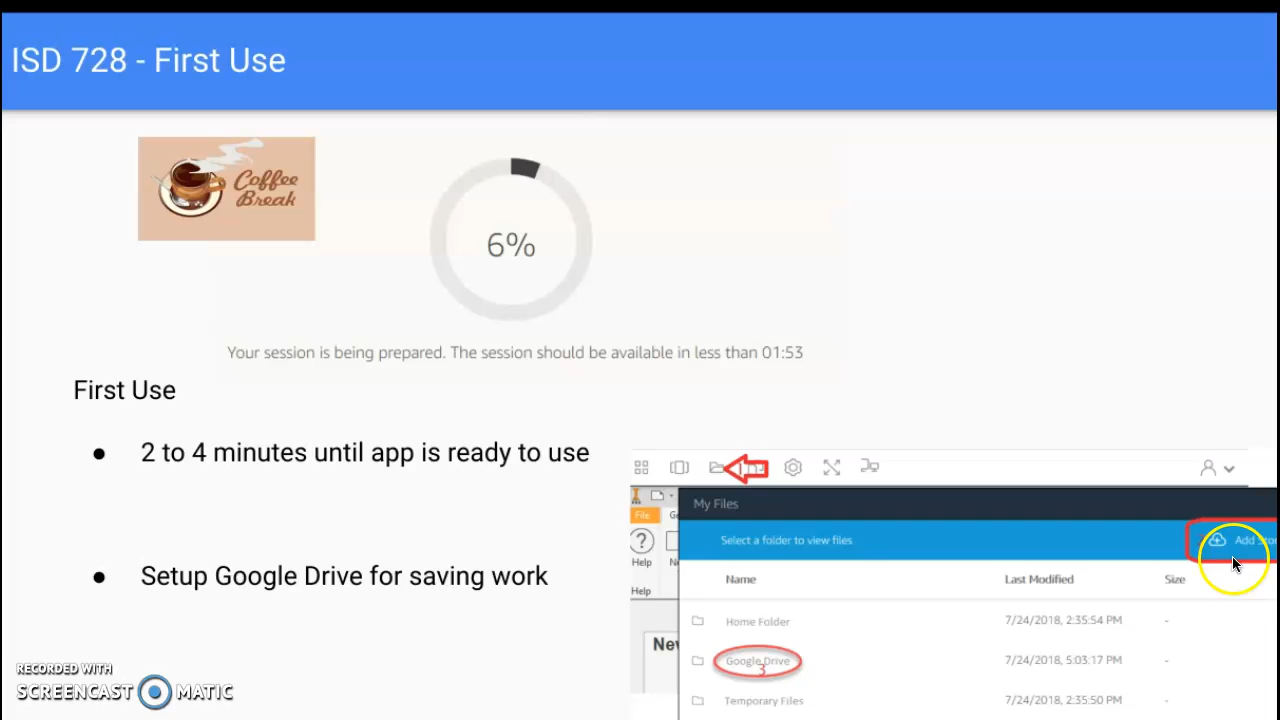 ISD 728 - First Use
Coffee
Break
6%
Your session is being prepared. The session should be available in less than 01:53
First Use
● 2 to 4 minutes until app is ready to use
● Setup Google Drive for saving work
My Files
File
Select a folder to view files
Add
Help
Name Last Modified Size
Help
Home Folder 7/24/2018, 2:35:54 PM -
Google Drive 7/24/2018, 5:03:17 PM -
3
Temporary Files 7/24/2018, 2:35:50 PM -
RECORDED WITH
SCREENCAST MATIC